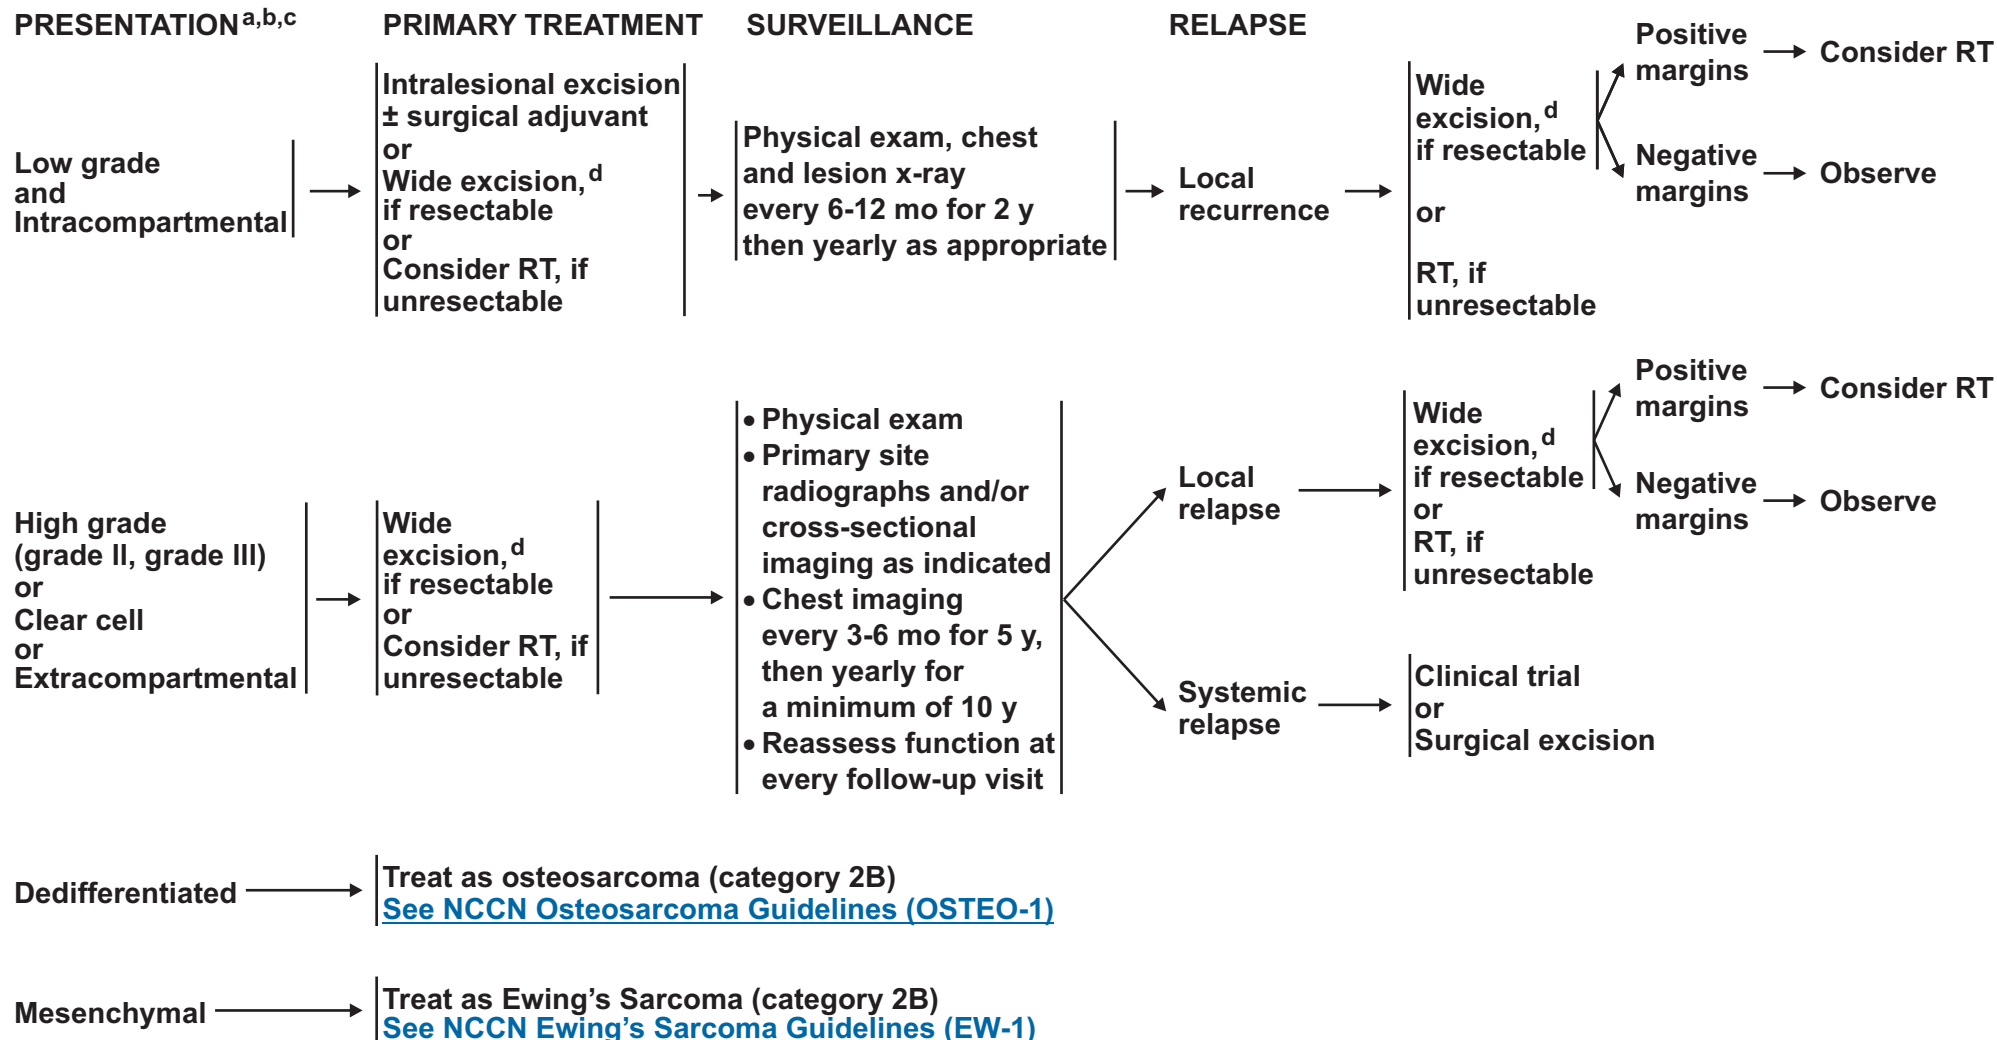 PRESENTATION a,b,c
PRIMARY TREATMENT
SURVEILLANCE
RELAPSE
Low grade
and
Intracompartmental
Intralesional excision
± surgical adjuvant
or
Wide excision, d
if resectable
or
Consider RT, if
unresectable
Physical exam, chest
and lesion x-ray
every 6-12 mo for 2 y
then yearly as appropriate
Local
recurrence
Wide
excision, d
if resectable
or
RT, if
unresectable
Positive
margins
Consider RT
Negative
margins
Observe
High grade
(grade II, grade III)
or
Clear cell
or
Extracompartmental
Wide
excision, d
if resectable
or
Consider RT, if
unresectable
• Physical exam
• Primary site
radiographs and/or
cross-sectional
imaging as indicated
• Chest imaging
every 3-6 mo for 5 y,
then yearly for
a minimum of 10 y
• Reassess function at
every follow-up visit
Local
relapse
Wide
excision, d
if resectable
or
RT, if
unresectable
Positive
margins
Consider RT
Negative
margins
Observe
Systemic
relapse
Clinical trial
or
Surgical excision
Dedifferentiated
Treat as osteosarcoma (category 2B)
See NCCN Osteosarcoma Guidelines (OSTEO-1)
Mesenchymal
Treat as Ewing’s Sarcoma (category 2B)
See NCCN Ewing’s Sarcoma Guidelines (EW-1)